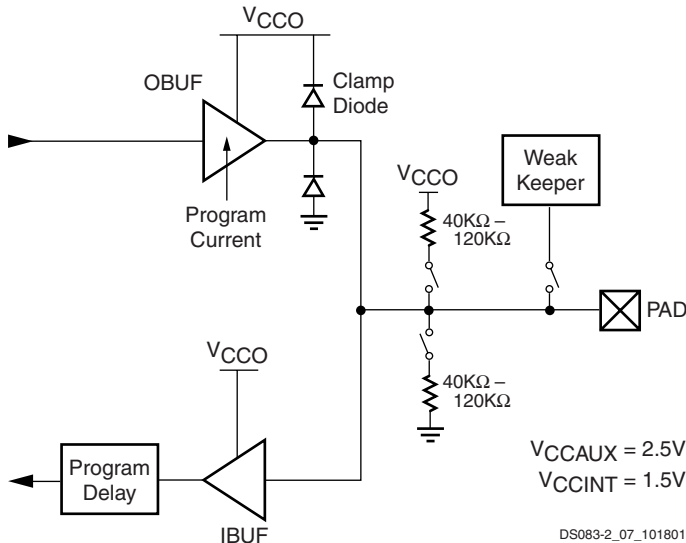 VCCO
OBUF
Clamp
Diode
Program
Current
VCCO
40KΩ –
120KΩ
Weak
Keeper
PAD
40KΩ –
120KΩ
VCCO
Program
Delay
IBUF
VCCAUX = 2.5V
VCCINT = 1.5V
DS083-2_07_101801